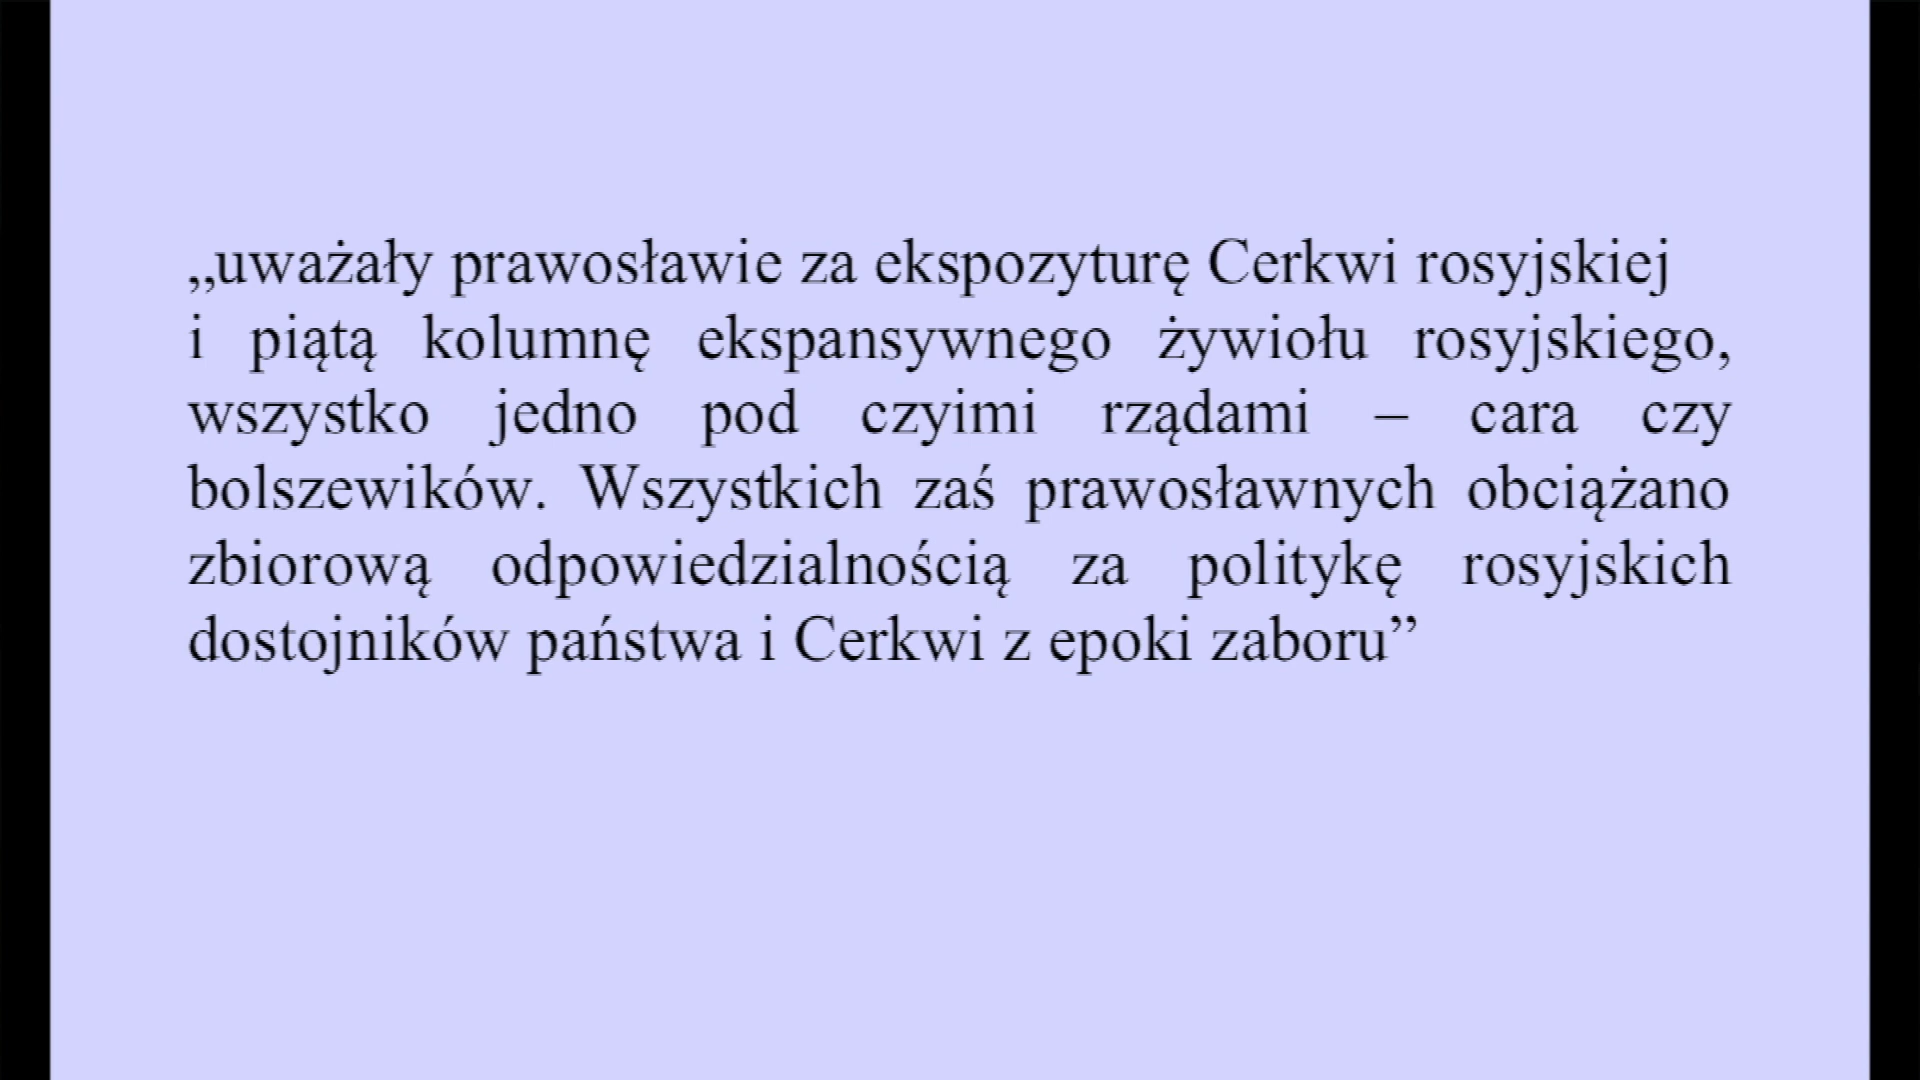 „uważały prawosławie za ekspozyturę Cerkwi rosyjskiej
i piątą kolumnę ekspansywnego żywiołu rosyjskiego,
wszystko jedno pod czyimi rządami – cara czy
bolszewików. Wszystkich zaś prawosławnych obciążano
zbiorową odpowiedzialnością za politykę rosyjskich
dostojników państwa i Cerkwi z epoki zaboru”